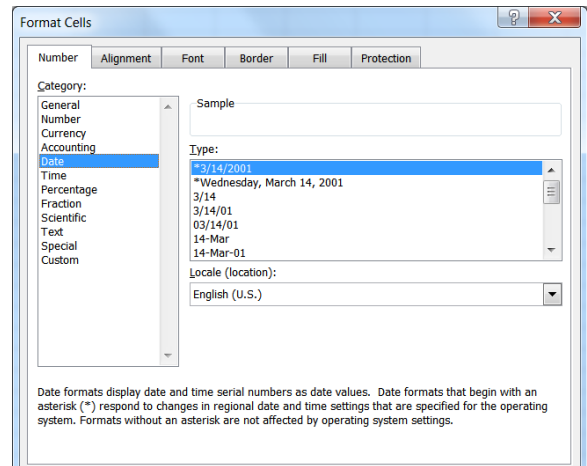 Format Cells
Number Alignment Font Border Fill Protection
Category:
General
Number
Currency
Accounting
Date
Time
Percentage
Fraction
Scientific
Text
Special
Custom
Sample
Type:
*3/14/2001
*Wednesday, March 14, 2001
3/14
3/14/01
03/14/01
14-Mar
14-Mar-01
Locale (location):
English (U.S.)
Date formats display date and time serial numbers as date values. Date formats that begin with an
asterisk (*) respond to changes in regional date and time settings that are specified for the operating
system. Formats without an asterisk are not affected by operating system settings.